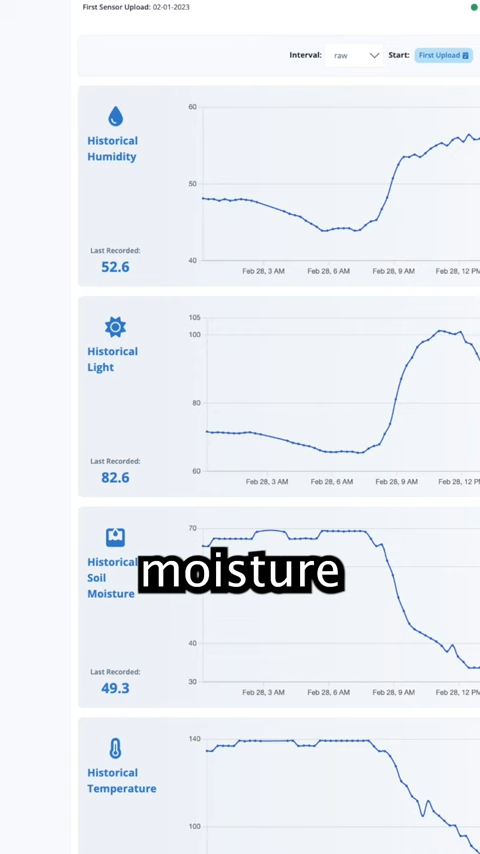 First Sensor Upload: 02-01-2023
Interval: raw Start: First Upload
Historical
Humidity
Last Recorded:
52.6
60
50
40
Feb 28, 3 AM Feb 28, 6 AM Feb 28, 9 AM Feb 28, 12 PM
Historical
Light
Last Recorded:
82.6
105
100
80
60
Feb 28, 3 AM Feb 28, 6 AM Feb 28, 9 AM Feb 28, 12 PM
Historical
Soil
Moisture
Last Recorded:
49.3
70
40
30
Feb 28, 3 AM Feb 28, 6 AM Feb 28, 9 AM Feb 28, 12 PM
moisture
Historical
Temperature
140
100